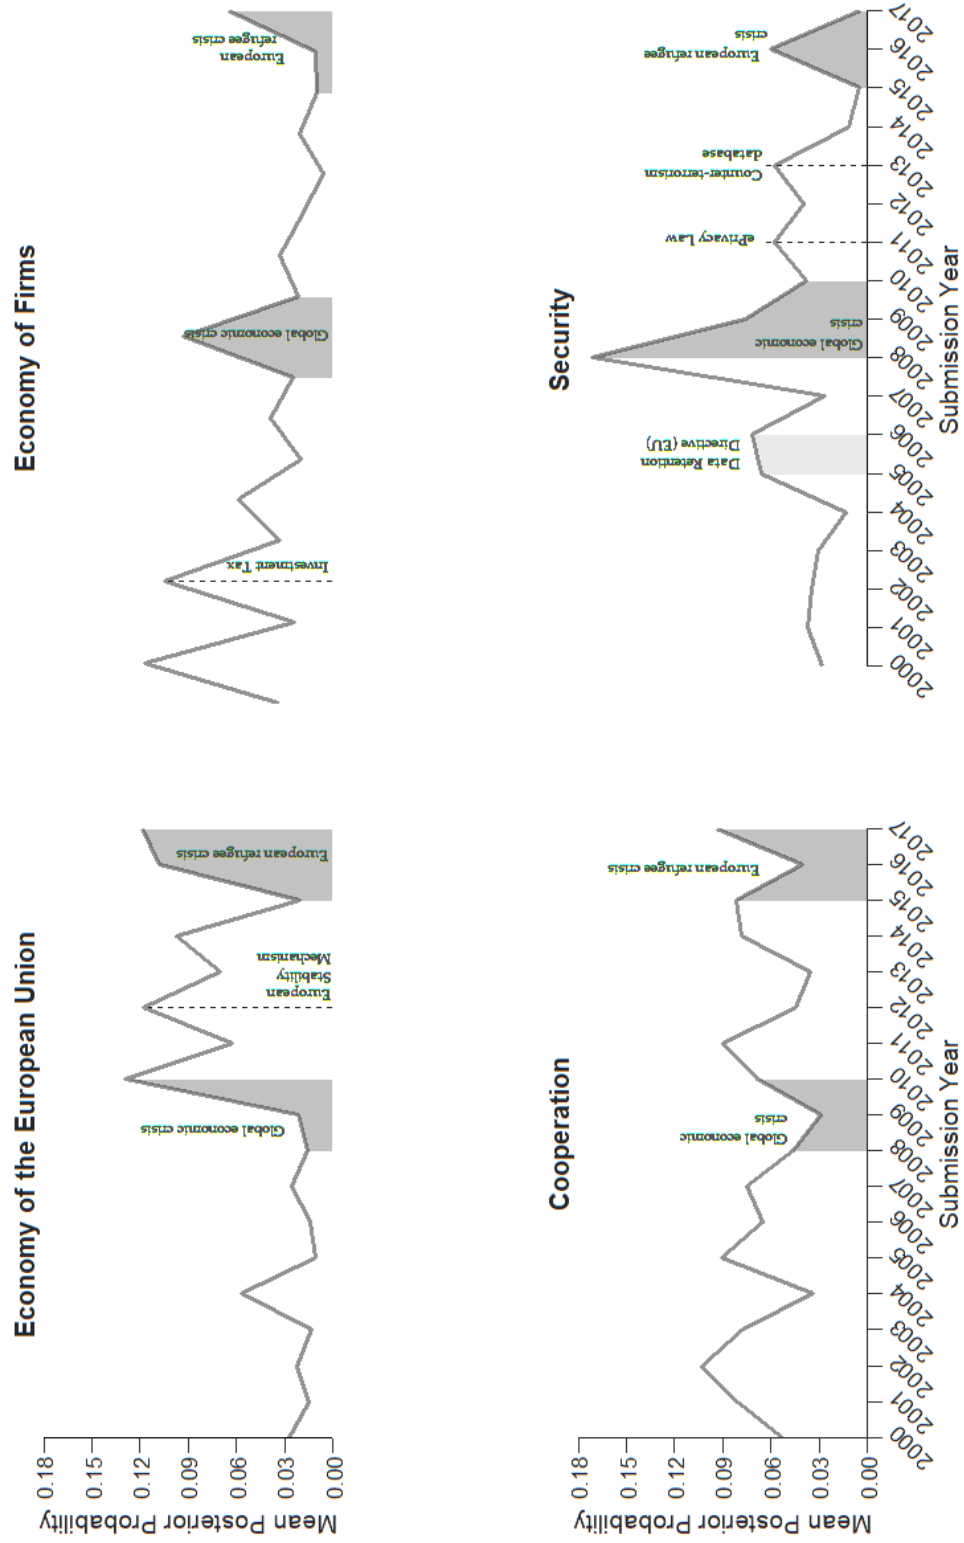 Economy of the European Union
Mean Posterior Probability
0.18
0.15
0.12
0.09
0.06
0.03
0.00
Global economic crisis
European
Stability
Mechanism
European refugee crisis
Economy of Firms
Investment Tax
Global economic crisis
European
refugee crisis
Cooperation
Mean Posterior Probability
0.18
0.15
0.12
0.09
0.06
0.03
0.00
Global economic
crisis
European refugee crisis
2000
2001
2002
2003
2004
2005
2006
2007
2008
2009
2010
2011
2012
2013
2014
2015
2016
2017
Submission Year
Security
Data Retention
Directive (EU)
Global economic
crisis
ePrivacy Law
Counter-terrorism
database
European refugee
crisis
2000
2001
2002
2003
2004
2005
2006
2007
2008
2009
2010
2011
2012
2013
2014
2015
2016
2017
Submission Year